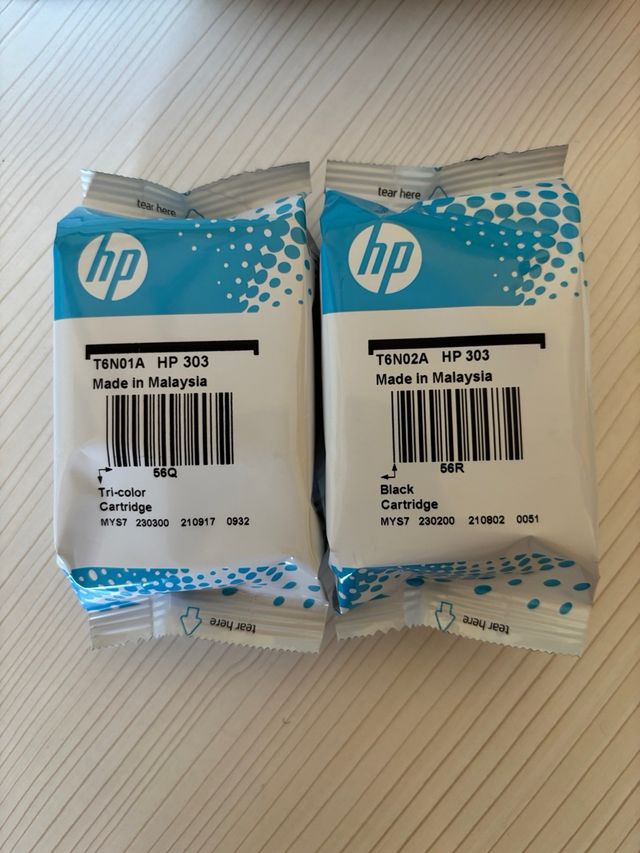 tear here
hp
T6N01A HP 303
Made in Malaysia
56Q
Tri-color
Cartridge
MYS7 230300 210917 0932
tear here
tear here
hp
T6N02A HP 303
Made in Malaysia
56R
Black
Cartridge
MYS7 230200 210802 0051
tear here